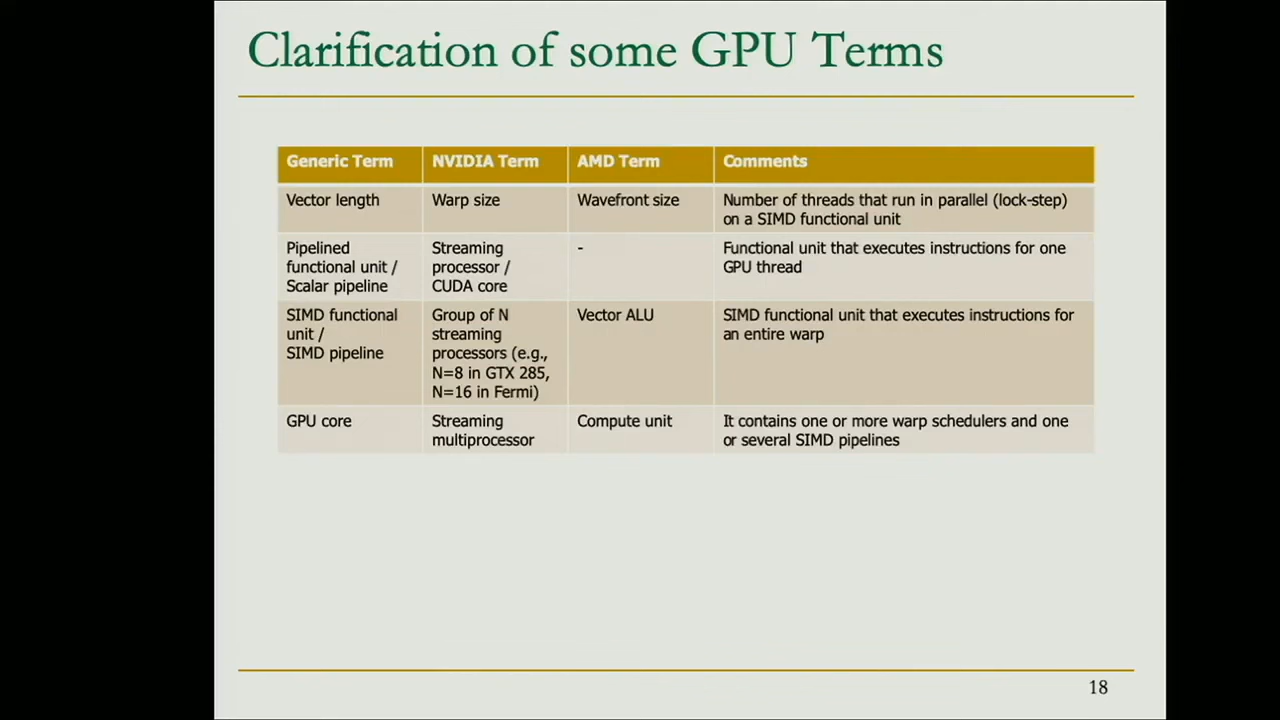 Clarification of some GPU Terms
Generic Term
NVIDIA Term
AMD Term
Comments
Vector length
Warp size
Wavefront size
Number of threads that run in parallel (lock-step)
on a SIMD functional unit
Pipelined
functional unit /
Scalar pipeline
Streaming
processor /
CUDA core
-
Functional unit that executes instructions for one
GPU thread
SIMD functional
unit /
SIMD pipeline
Group of N
streaming
processors (e.g.,
N=8 in GTX 285,
N=16 in Fermi)
Vector ALU
SIMD functional unit that executes instructions for
an entire warp
GPU core
Streaming
multiprocessor
Compute unit
It contains one or more warp schedulers and one
or several SIMD pipelines
18